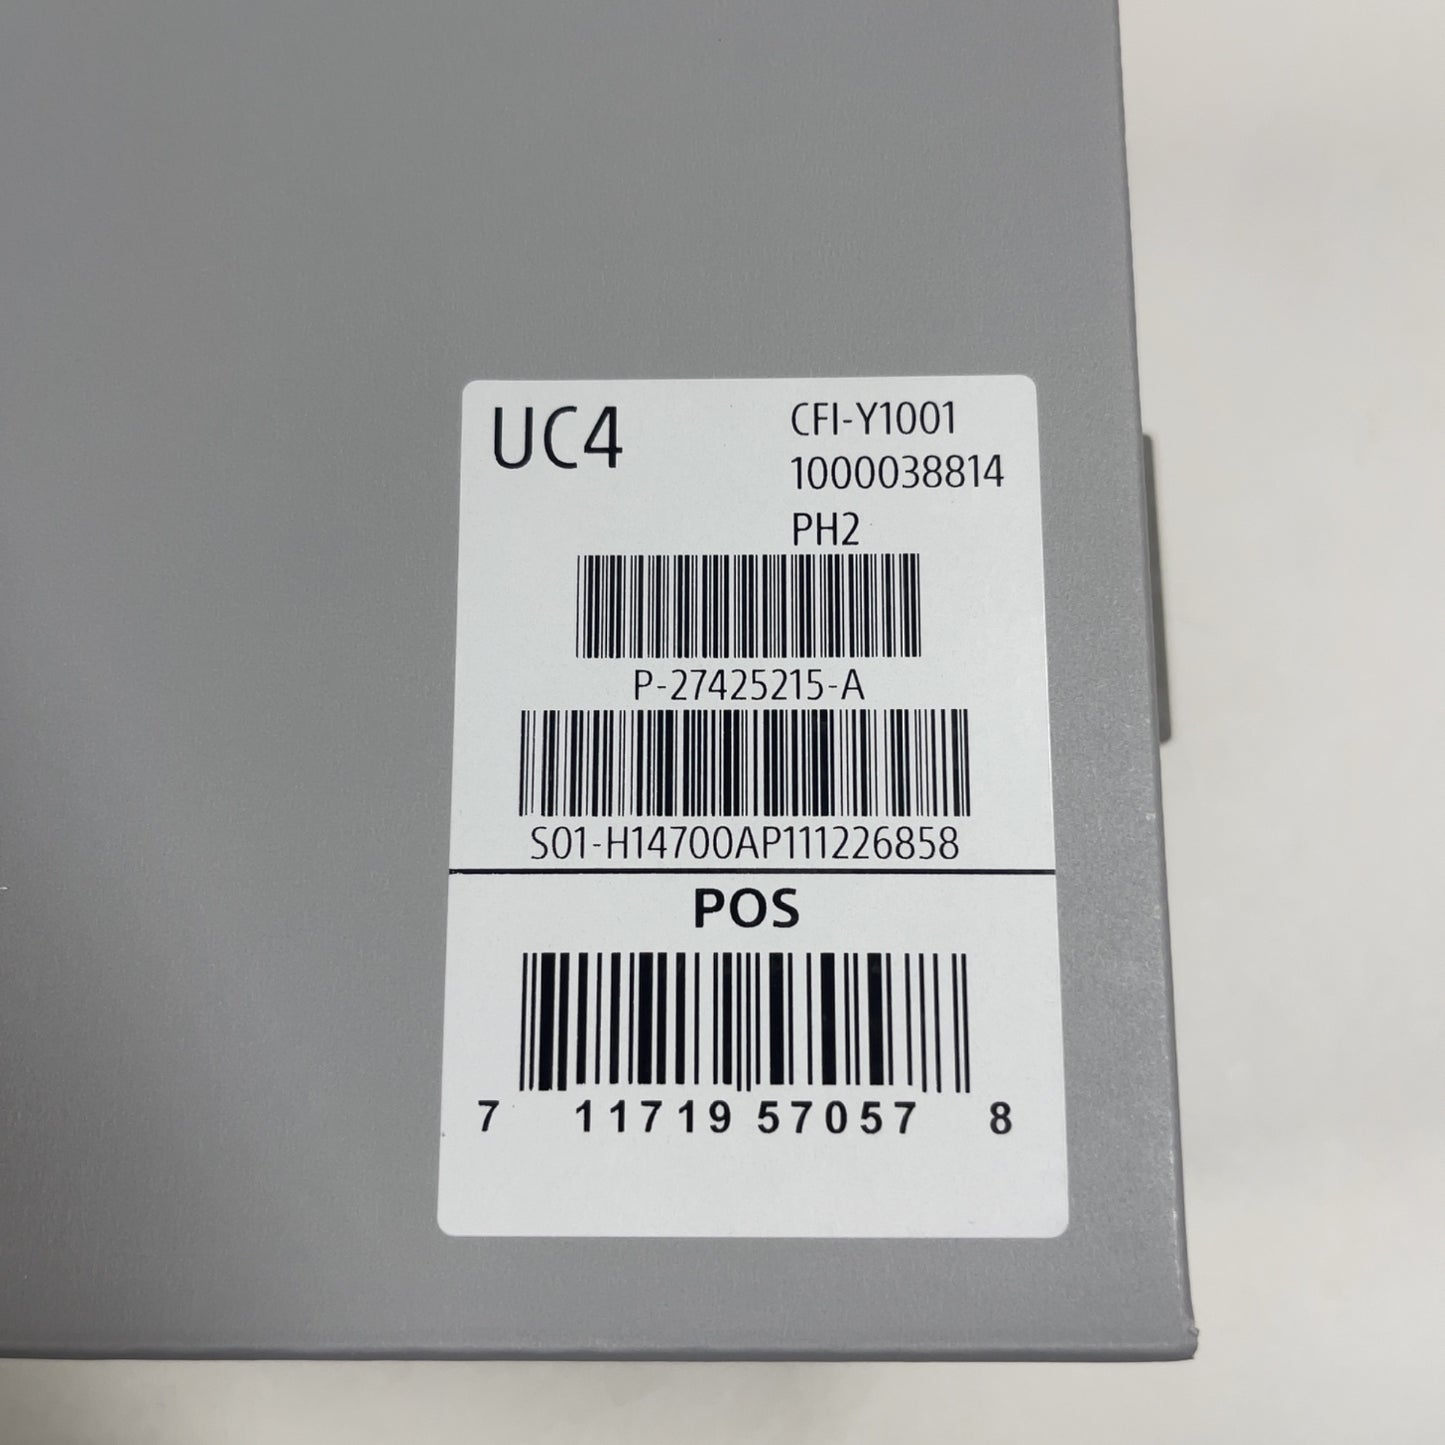 UC4
CFI-Y1001
1000038814
PH2
P-27425215-A
S01-H14700AP111226858
POS
7 11719 57057 8